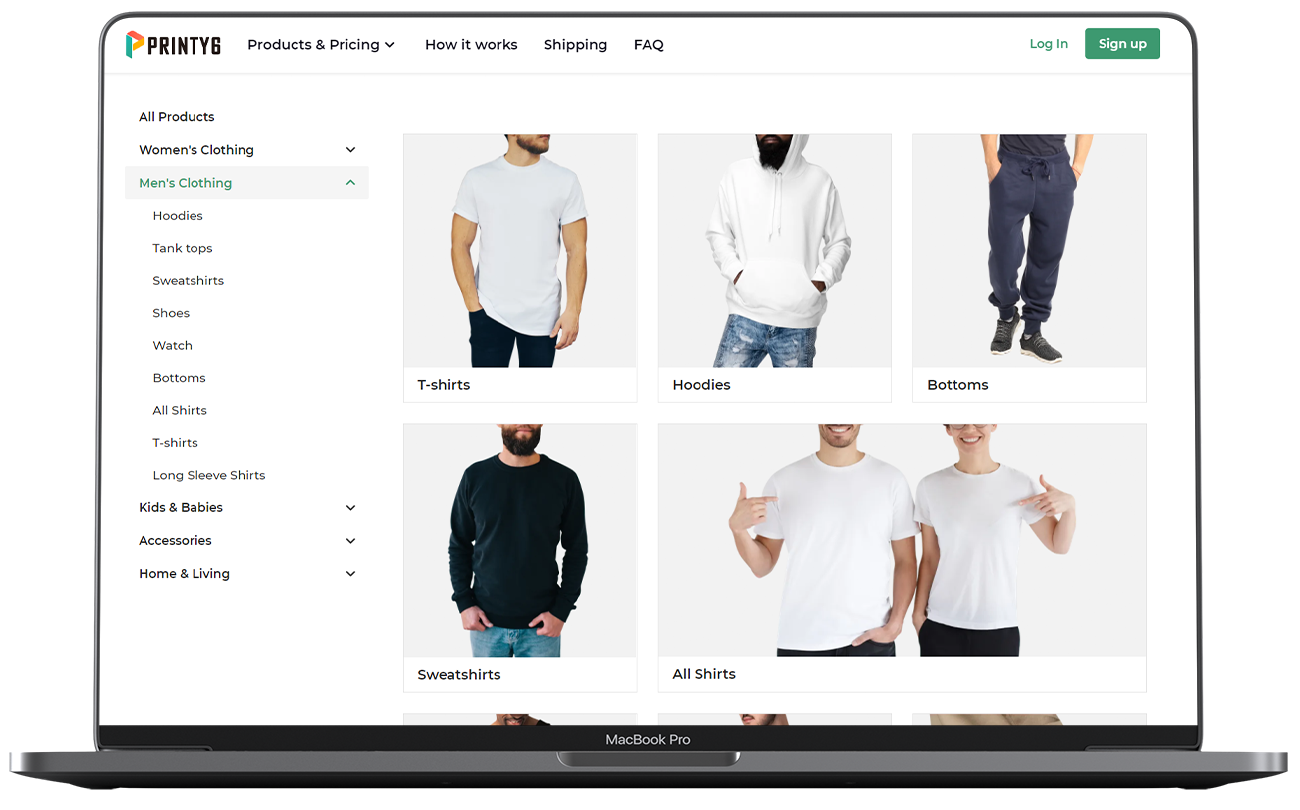 PRINTY6
Products & Pricing
How it works
Shipping
FAQ
Log In
Sign up
All Products
Women's Clothing
Men's Clothing
Hoodies
Tank tops
Sweatshirts
Shoes
Watch
Bottoms
All Shirts
T-shirts
Long Sleeve Shirts
Kids & Babies
Accessories
Home & Living
T-shirts
Hoodies
Bottoms
Sweatshirts
All Shirts
MacBook Pro